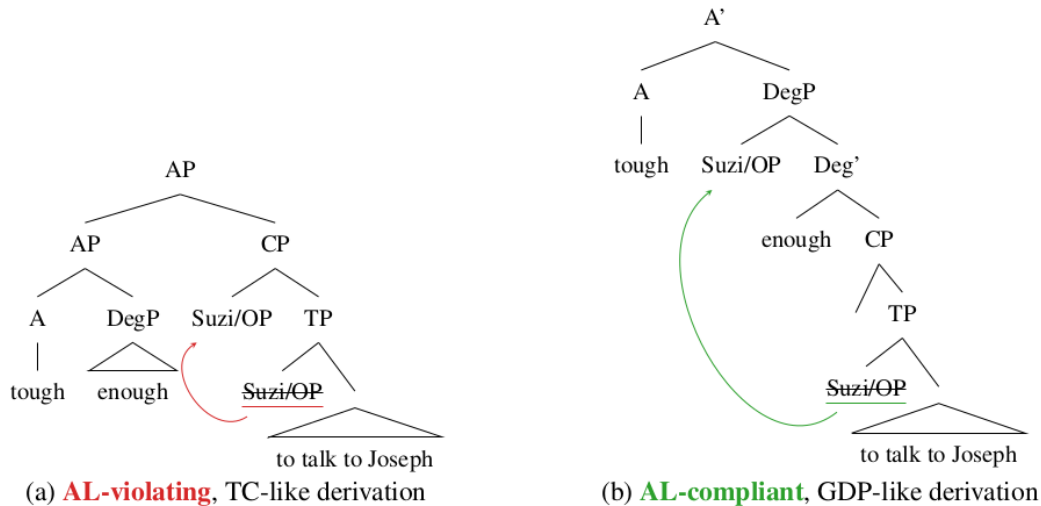 AP
AP CP
A DegP Suzi/OP TP
tough enough Suzi/OP
to talk to Joseph
(a) AL-violating, TC-like derivation
A’
A DegP
tough Suzi/OP Deg’
enough CP
TP
Suzi/OP
to talk to Joseph
(b) AL-compliant, GDP-like derivation